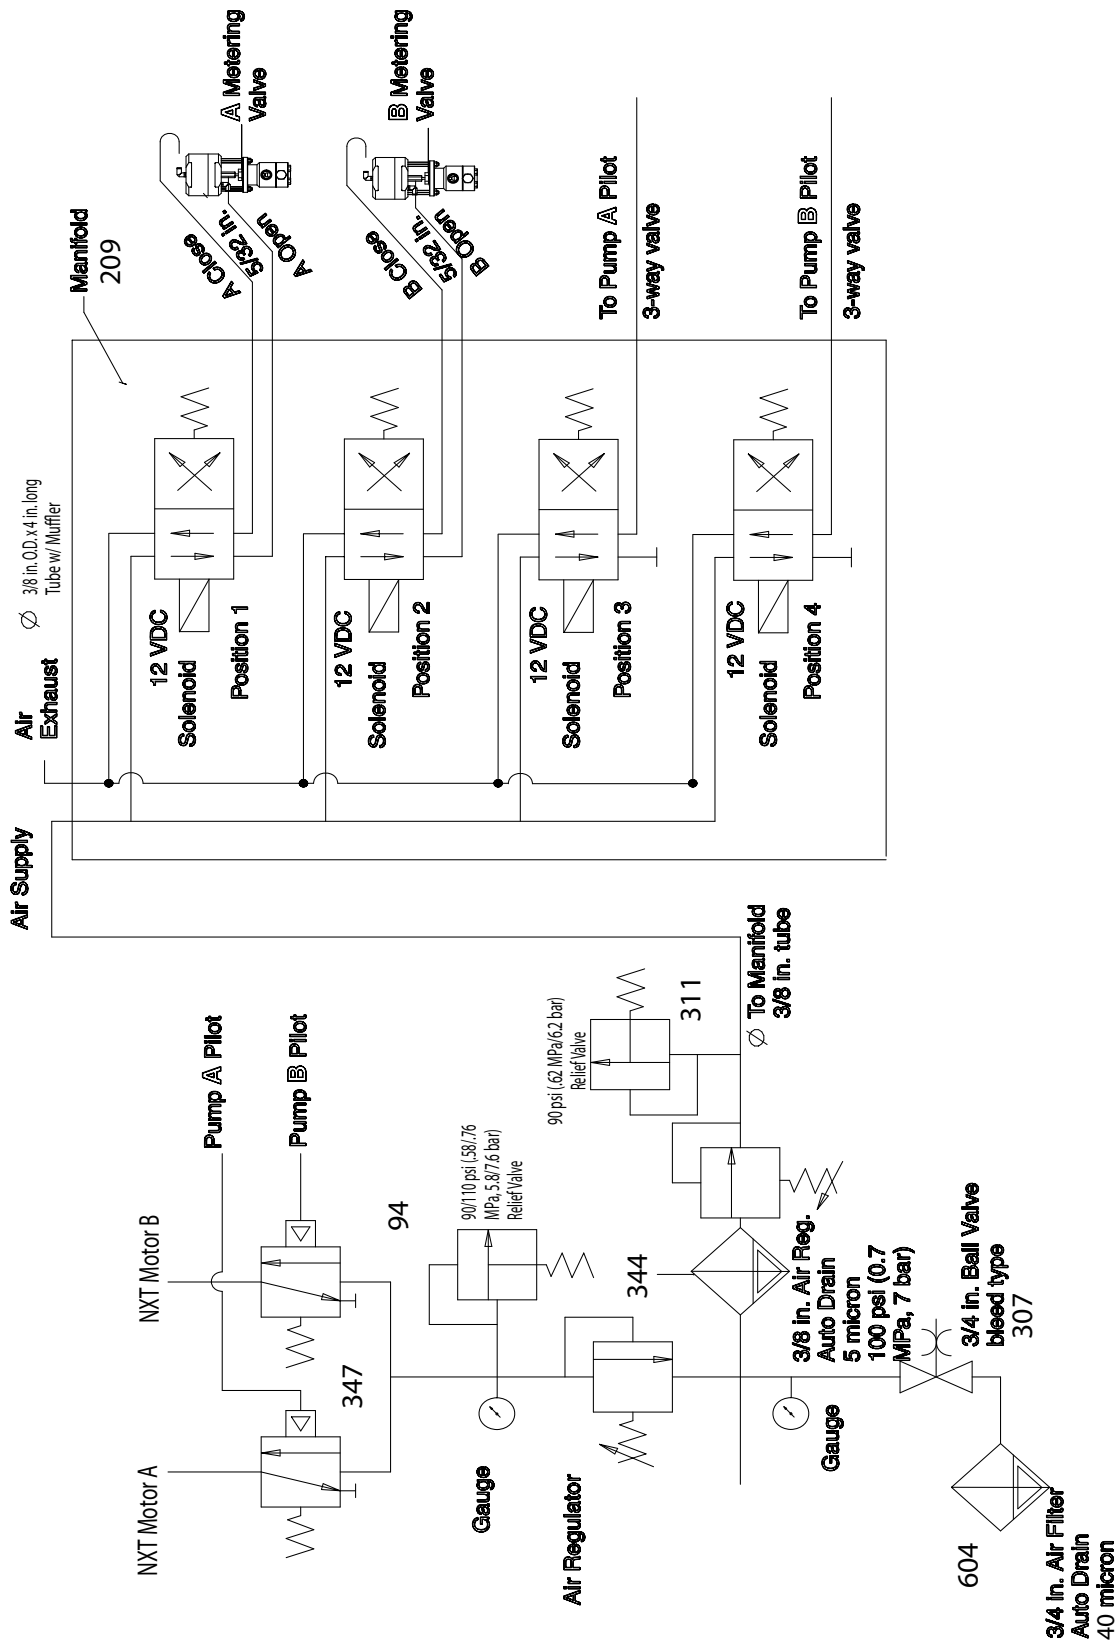 A Metering
Valve
B Metering
Valve
Manifold
209
A Close
5/32 in.
A Open
B Close
5/32 in.
B Open
To Pump A Pilot
3-way valve
To Pump B Pilot
3-way valve
Ø 3/8 in. O.D. x 4 in. long
Tube w/ Muffler
Air
Exhaust
12 VDC
Solenoid
Position 1
12 VDC
Solenoid
Position 2
12 VDC
Solenoid
Position 3
12 VDC
Solenoid
Position 4
Air Supply
Pump A Pilot
Pump B Pilot
NXT Motor B
NXT Motor A
347
94
90/110 psi (.58/.76
MPa, 5.8/7.6 bar)
Relief Valve
90 psi (.62 MPa/6.2 bar)
Relief Valve
311
Ø To Manifold
3/8 in. tube
344
3/8 in. Air Reg.
Auto Drain
5 micron
100 psi (0.7
MPa, 7 bar)
3/4 in. Ball Valve
bleed type
307
Gauge
Air Regulator
Gauge
604
3/4 in. Air Filter
Auto Drain
40 micron